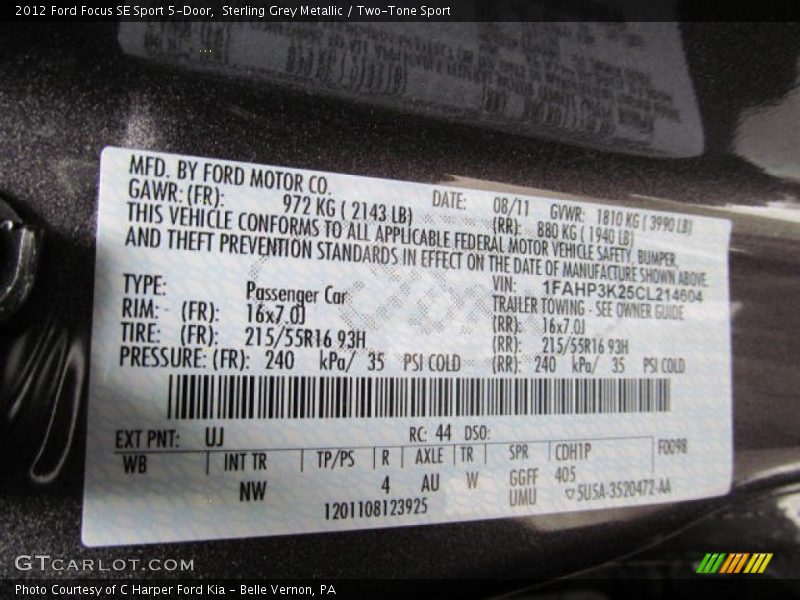 2012 Ford Focus SE Sport 5-Door, Sterling Grey Metallic / Two-Tone Sport
MFD. BY FORD MOTOR CO.
DATE: 08/11 GVWR: 1810 KG ( 3990 LB)
GAWR: (FR): 972 KG ( 2143 LB) (RR): 880 KG ( 1940 LB)
THIS VEHICLE CONFORMS TO ALL APPLICABLE FEDERAL MOTOR VEHICLE SAFETY, BUMPER,
AND THEFT PREVENTION STANDARDS IN EFFECT ON THE DATE OF MANUFACTURE SHOWN ABOVE.
VIN: 1FAHP3K25CL214604
TYPE: Passenger Car TRAILER TOWING - SEE OWNER GUIDE
RIM: (FR): 16x7.0J (RR): 16x7.0J
TIRE: (FR): 215/55R16 93H (RR): 215/55R16 93H
PRESSURE: (FR): 240 kPa/ 35 PSI COLD (RR): 240 kPa/ 35 PSI COLD
EXT PNT: UJ RC: 44 DSO: F0098
WB INT TR TP/PS R AXLE TR SPR CDH1P
NW 4 AU W GGFF 405
1201108123925 UMU ▽5U5A-3520472-AA
GTCARLOT.COM
Photo Courtesy of C Harper Ford Kia - Belle Vernon, PA